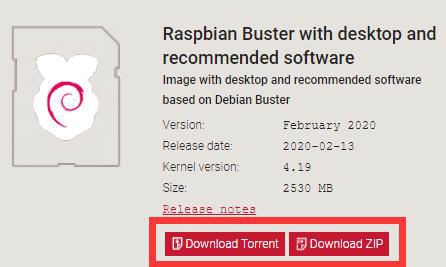 Raspbian Buster with desktop and
recommended software
Image with desktop and recommended software
based on Debian Buster
Version: February 2020
Release date: 2020-02-13
Kernel version: 4.19
Size: 2530 MB
Release notes
Download Torrent Download ZIP